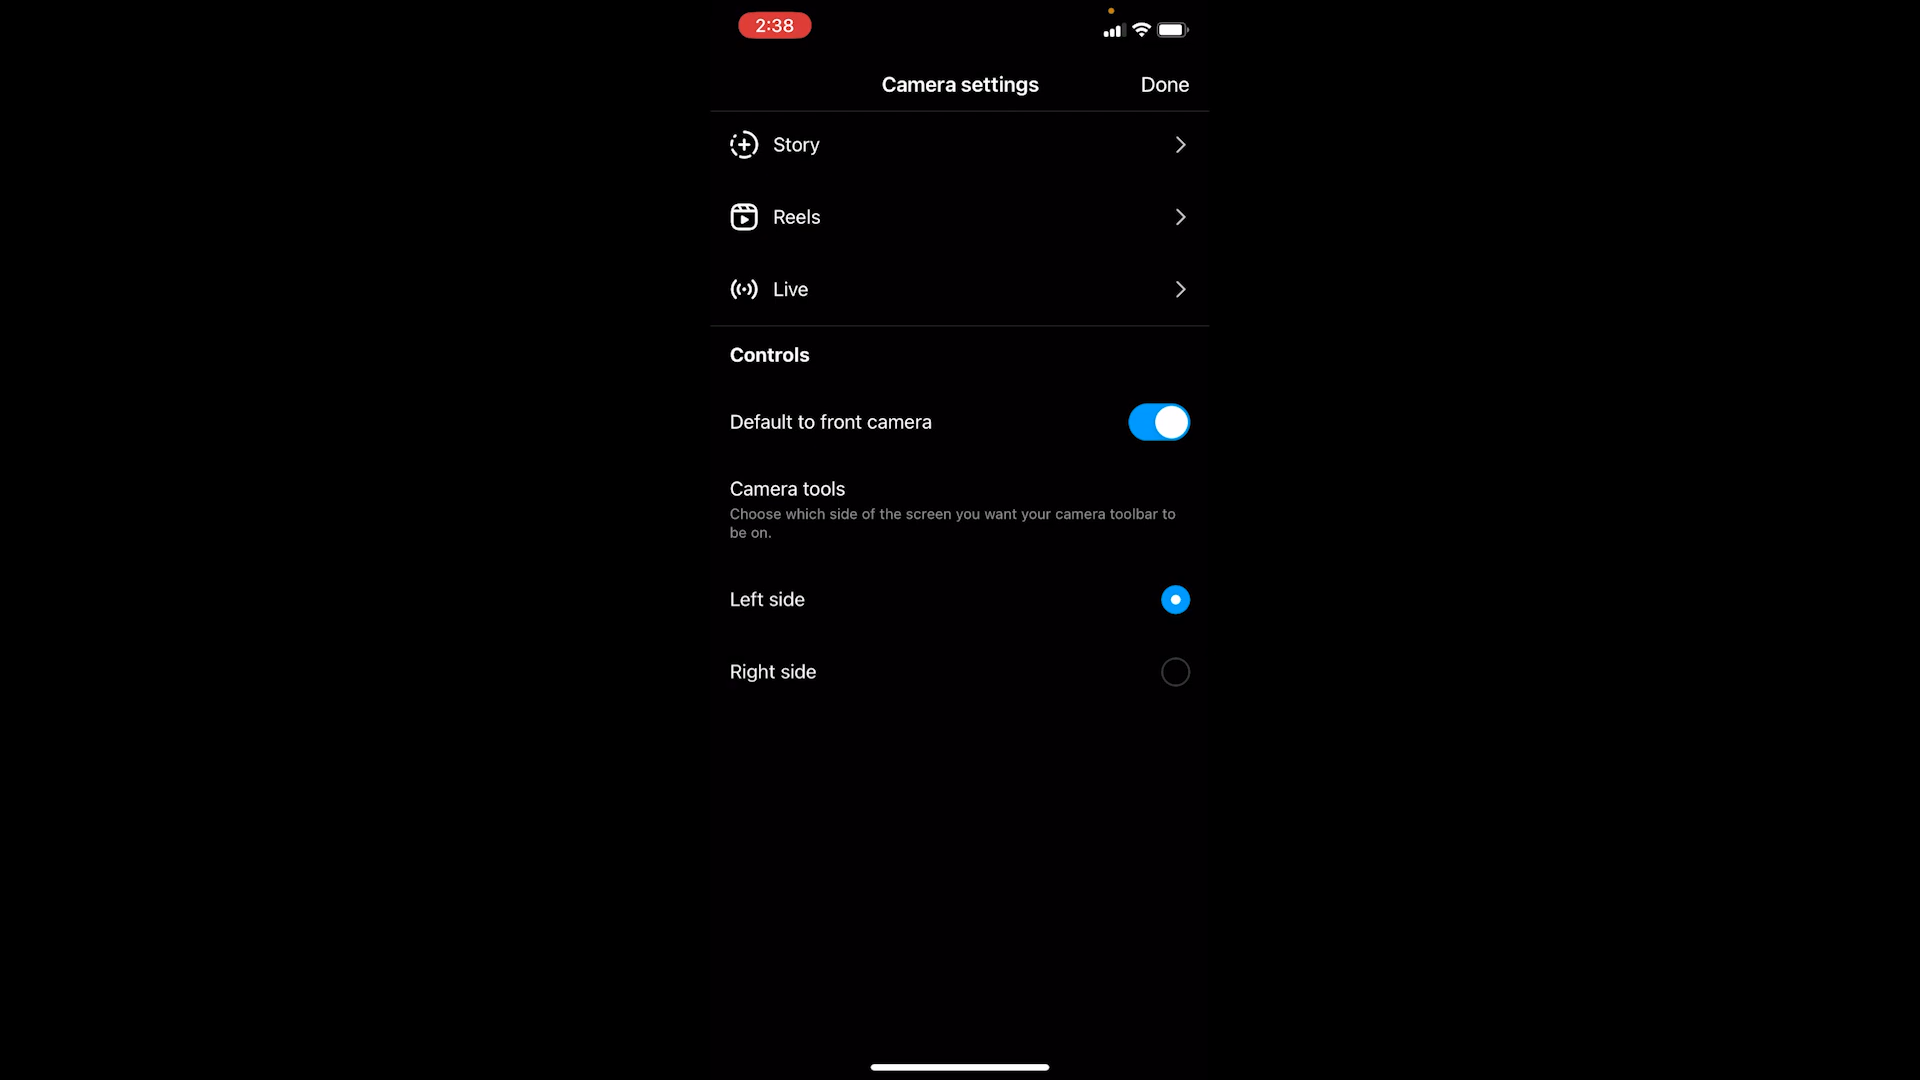 2:38
Camera settings
Done
Story
Reels
Live
Controls
Default to front camera
Camera tools
Choose which side of the screen you want your camera toolbar to
be on.
Left side
Right side